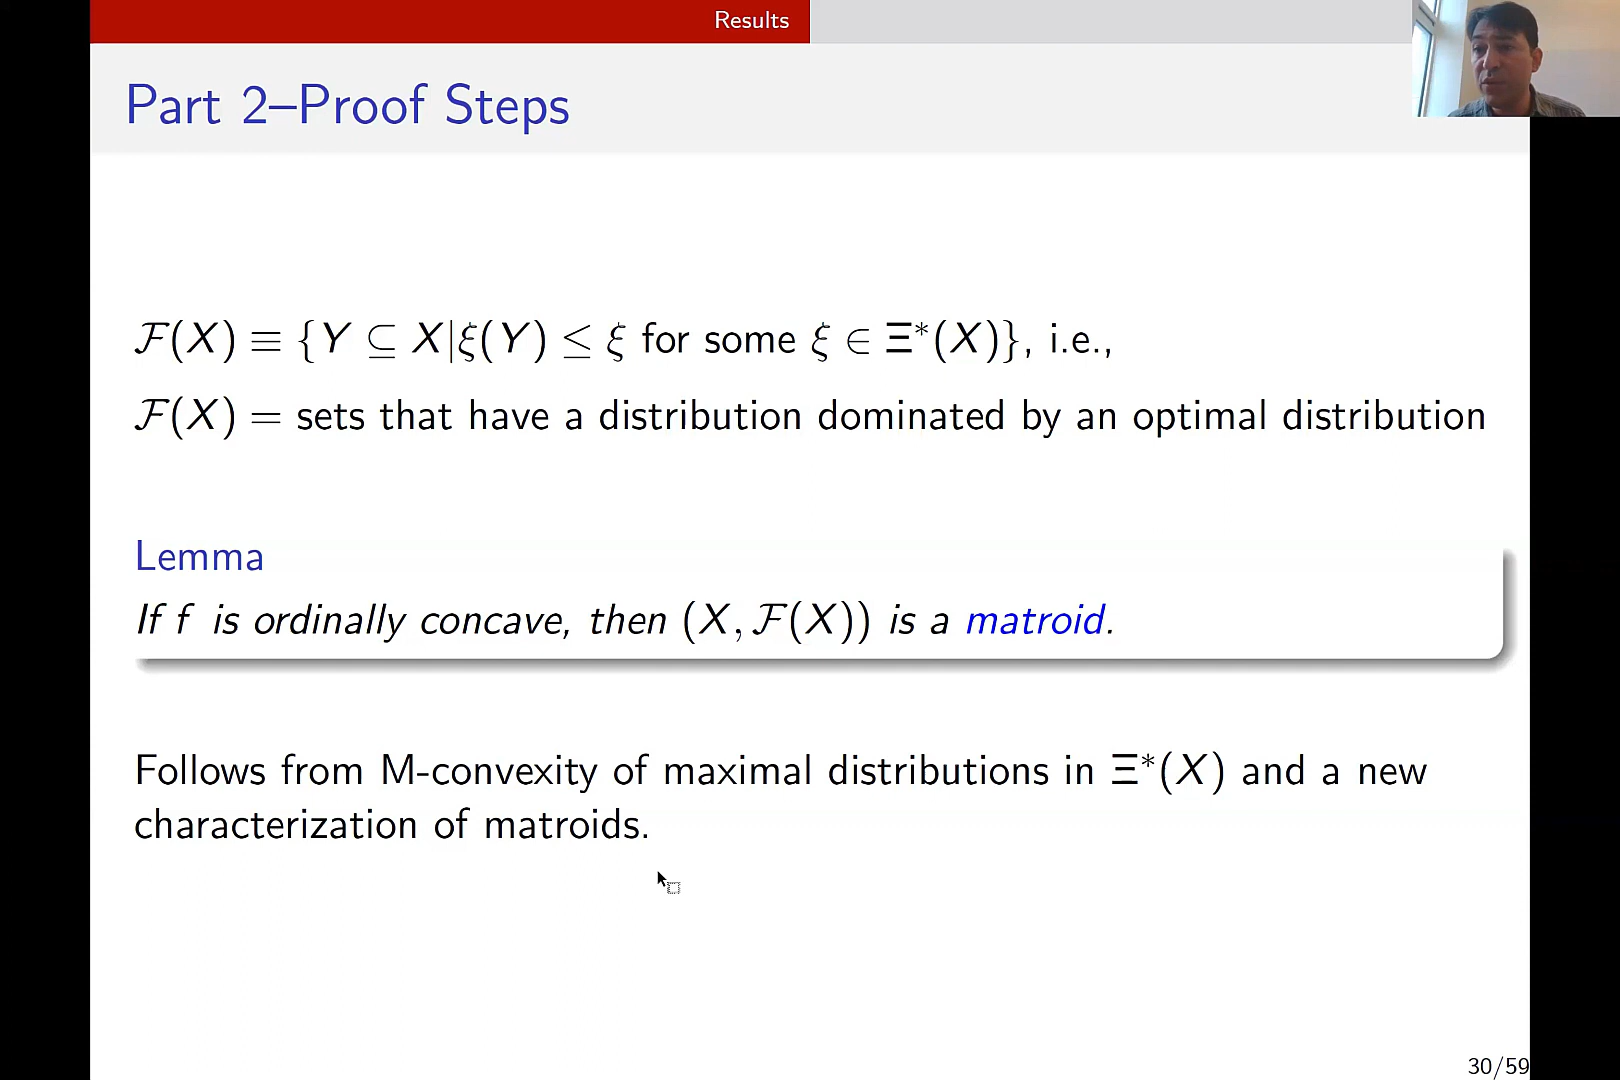 Results
Part 2–Proof Steps
ℱ(X) ≡ {Y ⊆ X|ξ(Y) ≤ ξ for some ξ ∈ Ξ*(X)}, i.e.,
ℱ(X) = sets that have a distribution dominated by an optimal distribution
Lemma
If f is ordinally concave, then (X, ℱ(X)) is a matroid.
Follows from M-convexity of maximal distributions in Ξ*(X) and a new
characterization of matroids.
30/59